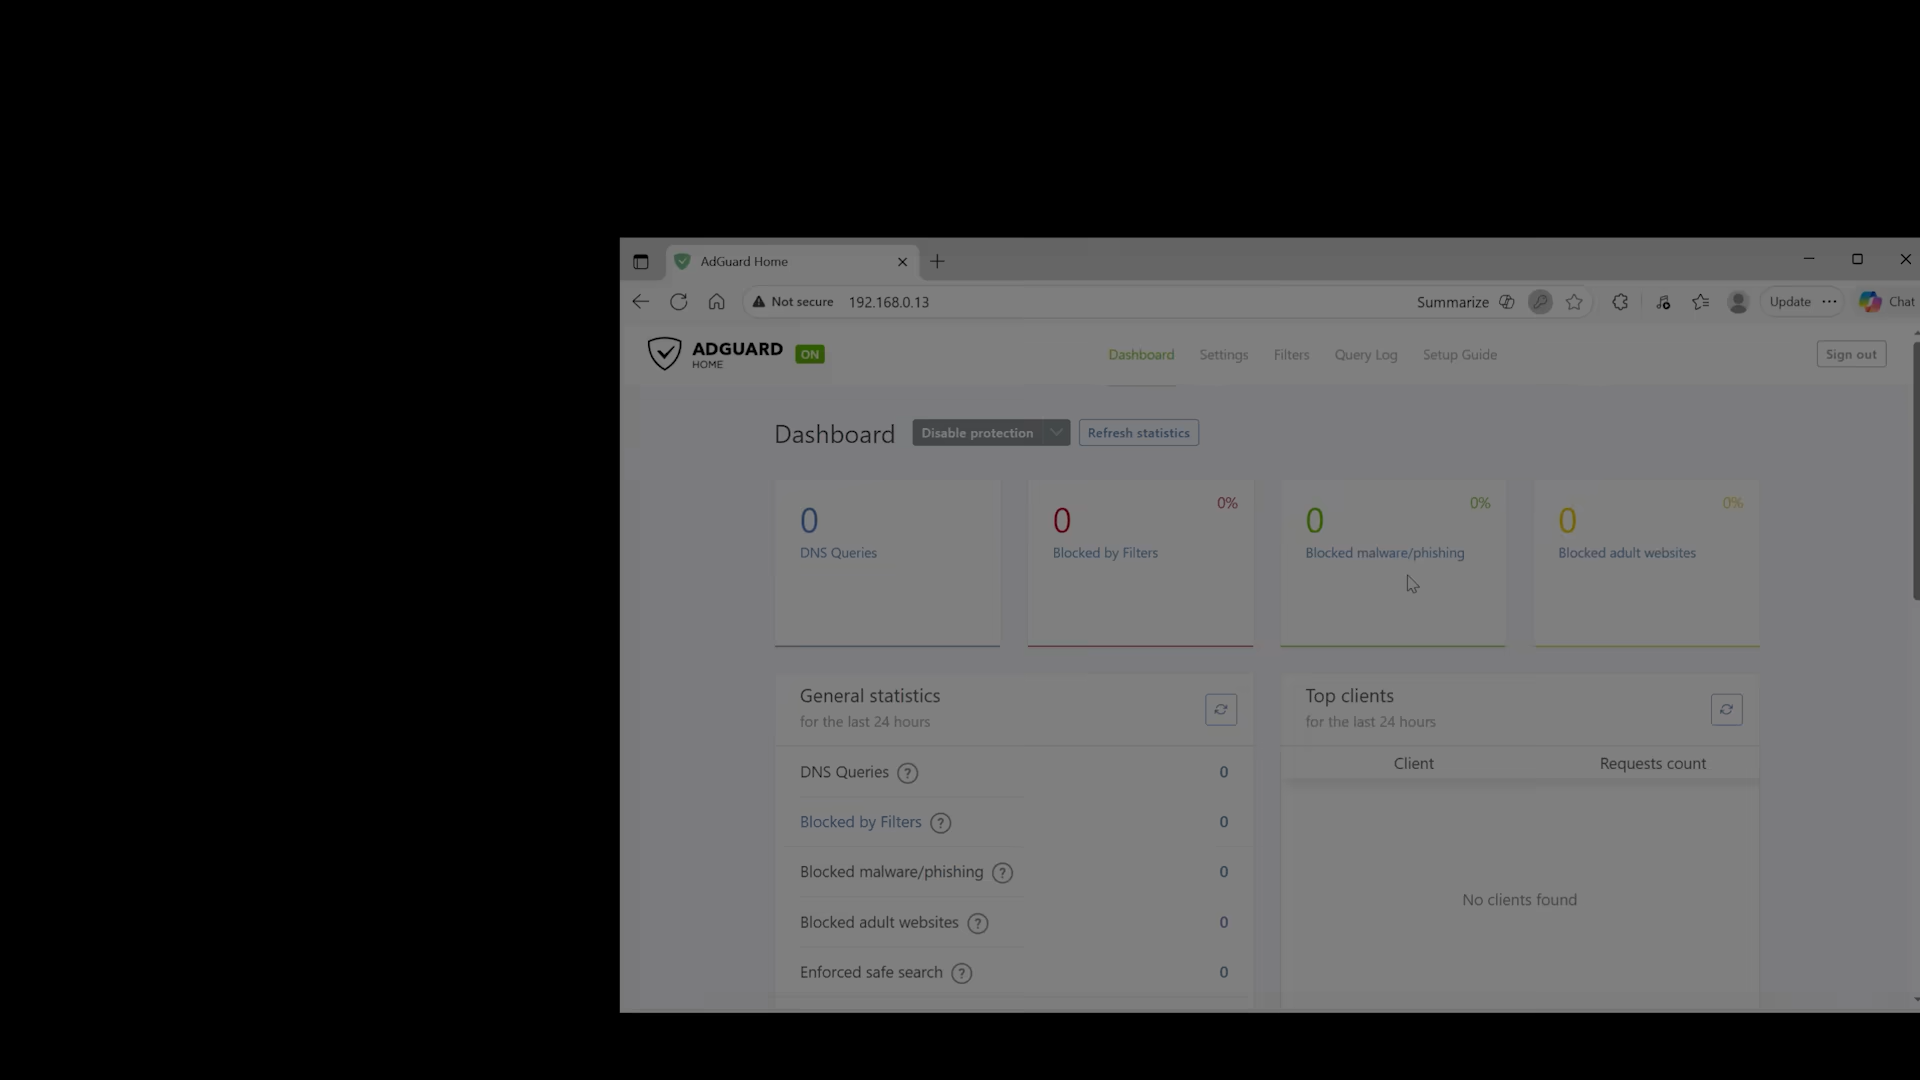 AdGuard Home
Not secure 192.168.0.13 Summarize Update Chat
ADGUARD HOME ON Dashboard Settings Filters Query Log Setup Guide Sign out
Dashboard Disable protection Refresh statistics
0 0 0% 0 0% 0 0%
DNS Queries Blocked by Filters Blocked malware/phishing Blocked adult websites
General statistics
for the last 24 hours
DNS Queries ? 0
Blocked by Filters ? 0
Blocked malware/phishing ? 0
Blocked adult websites ? 0
Enforced safe search ? 0
Top clients
for the last 24 hours
Client Requests count
No clients found